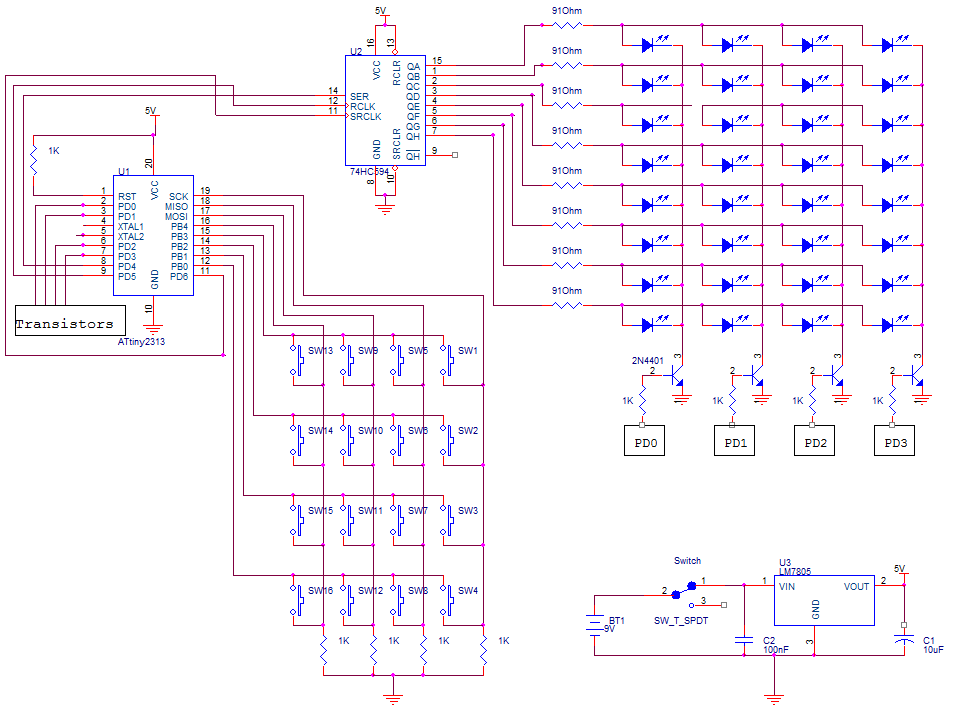 5V
91Ohm
91Ohm
91Ohm
91Ohm
91Ohm
91Ohm
91Ohm
91Ohm
U2
16
13
VCC
RCLR
14
12
11
SER
RCLK
SRCLK
QA
QB
QC
QD
QE
QF
QG
QH
QH
15
1
2
3
4
5
6
7
9
GND
SRCLR
74HC594
8
10
5V
1K
20
U1
VCC
1
2
3
4
5
6
7
8
9
RST
PD0
PD1
XTAL1
XTAL2
PD2
PD3
PD4
PD5
SCK
MISO
MOSI
PB4
PB3
PB2
PB1
PB0
PD6
19
18
17
16
15
14
13
12
11
GND
10
ATtiny2313
Transistors
SW13 SW9 SW5 SW1
SW14 SW10 SW6 SW2
SW15 SW11 SW7 SW3
SW16 SW12 SW8 SW4
1K 1K 1K 1K
2N4401
3 3 3 3
2 2 2 2
1K 1K 1K 1K
PD0 PD1 PD2 PD3
Switch
2
1
3
SW_T_SPDT
BT1
9V
C2
100nF
U3
LM7805
1
VIN
VOUT
2
GND
3
5V
C1
10uF